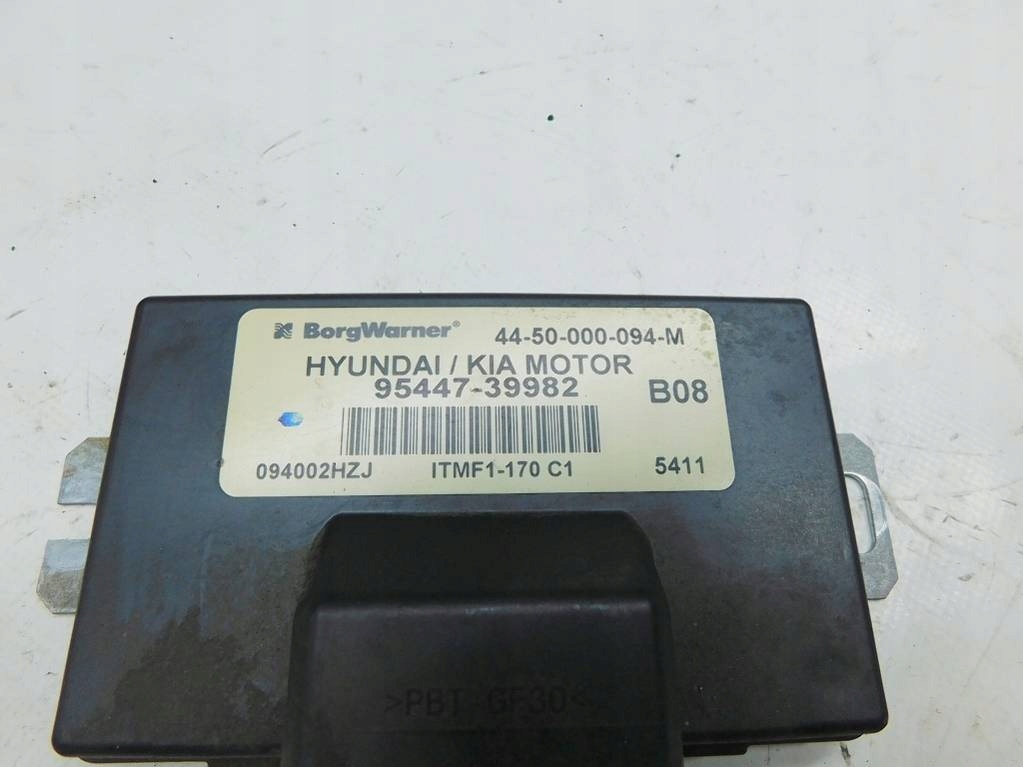 BorgWarner® 44-50-000-094-M
HYUNDAI / KIA MOTOR
95447-39982 B08
094002HZJ ITMF1-170 C1 5411
>PBT-GF30<